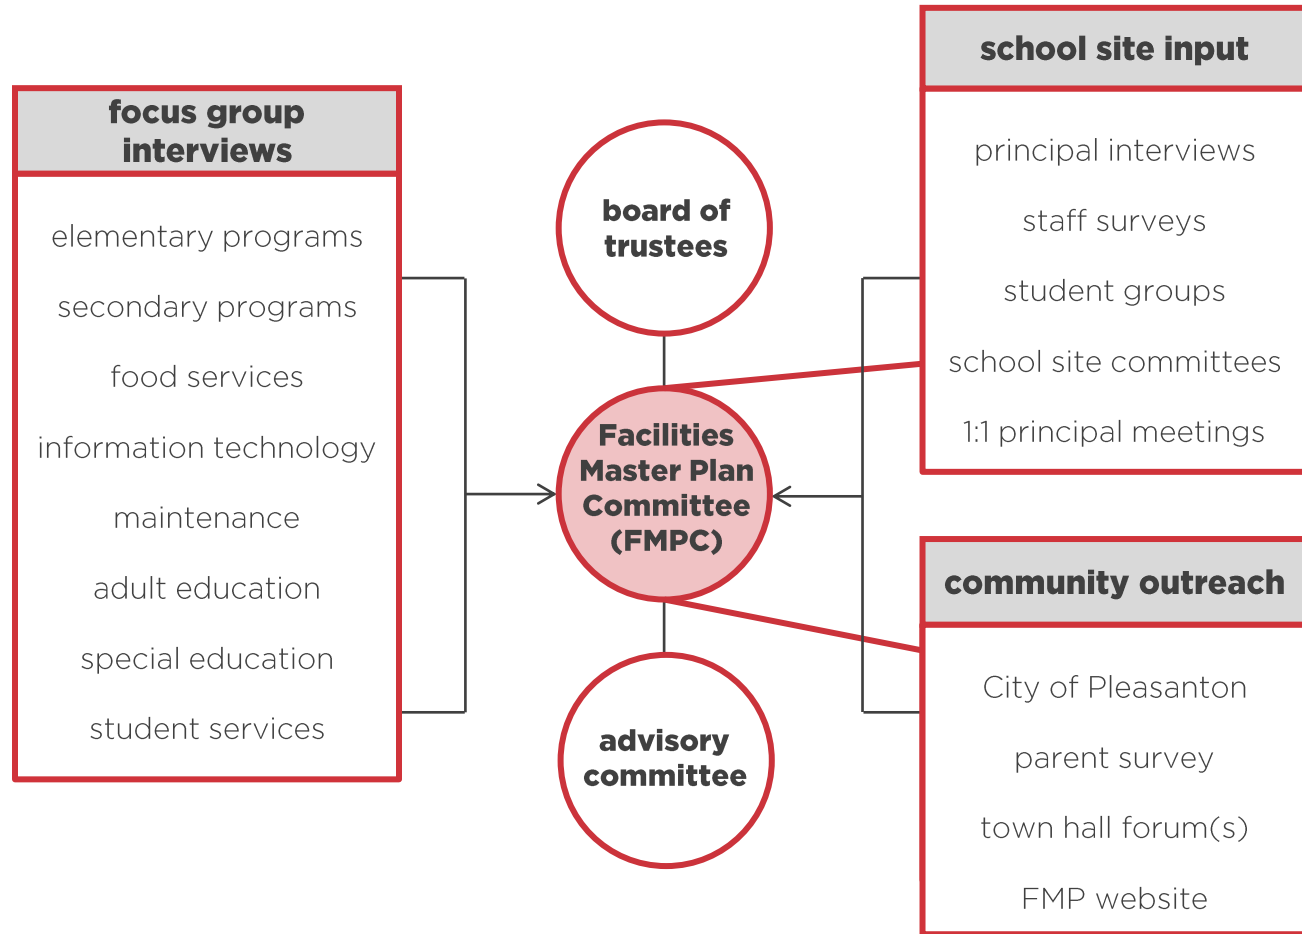 focus group
interviews
elementary programs
secondary programs
food services
information technology
maintenance
adult education
special education
student services
board of
trustees
Facilities
Master Plan
Committee
(FMPC)
advisory
committee
school site input
principal interviews
staff surveys
student groups
school site committees
1:1 principal meetings
community outreach
City of Pleasanton
parent survey
town hall forum(s)
FMP website